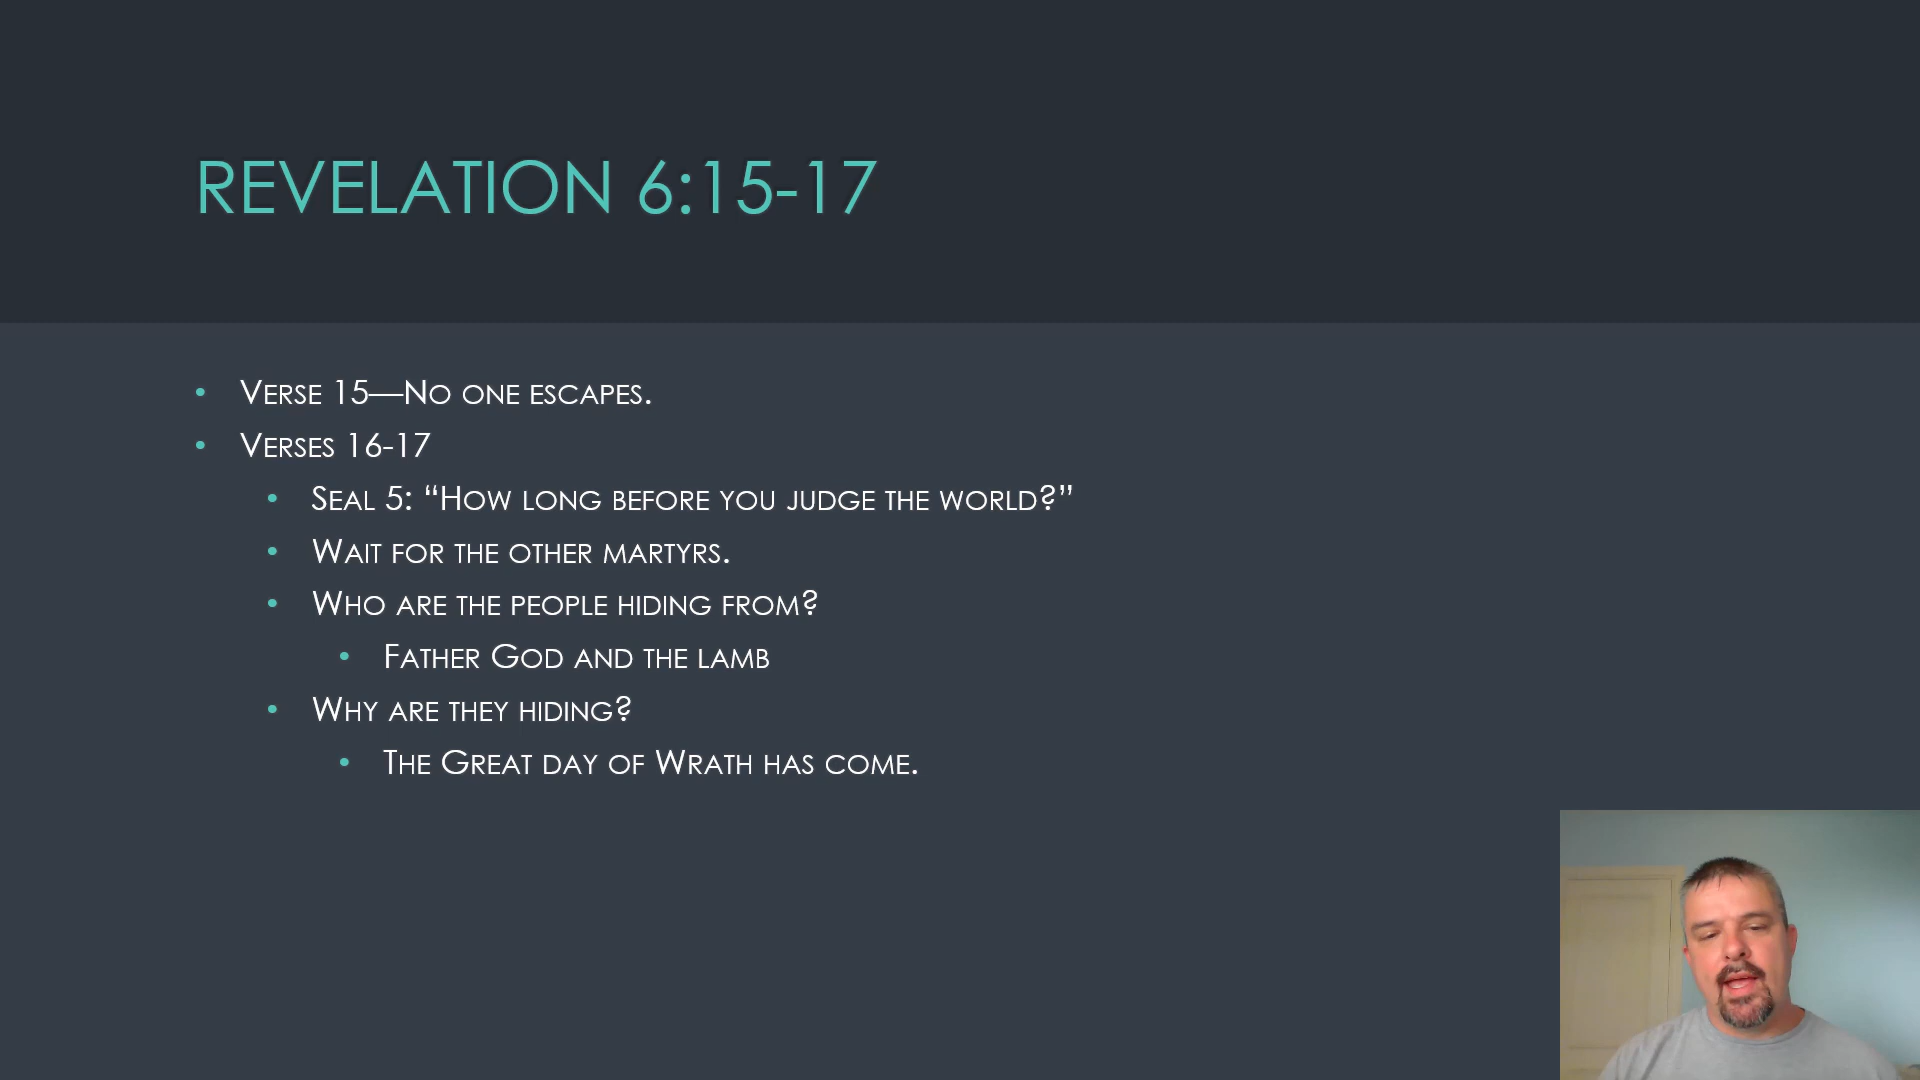 REVELATION 6:15-17
• Verse 15—No one escapes.
• Verses 16-17
• Seal 5: “How long before you judge the world?”
• Wait for the other martyrs.
• Who are the people hiding from?
• Father God and the lamb
• Why are they hiding?
• The Great day of Wrath has come.